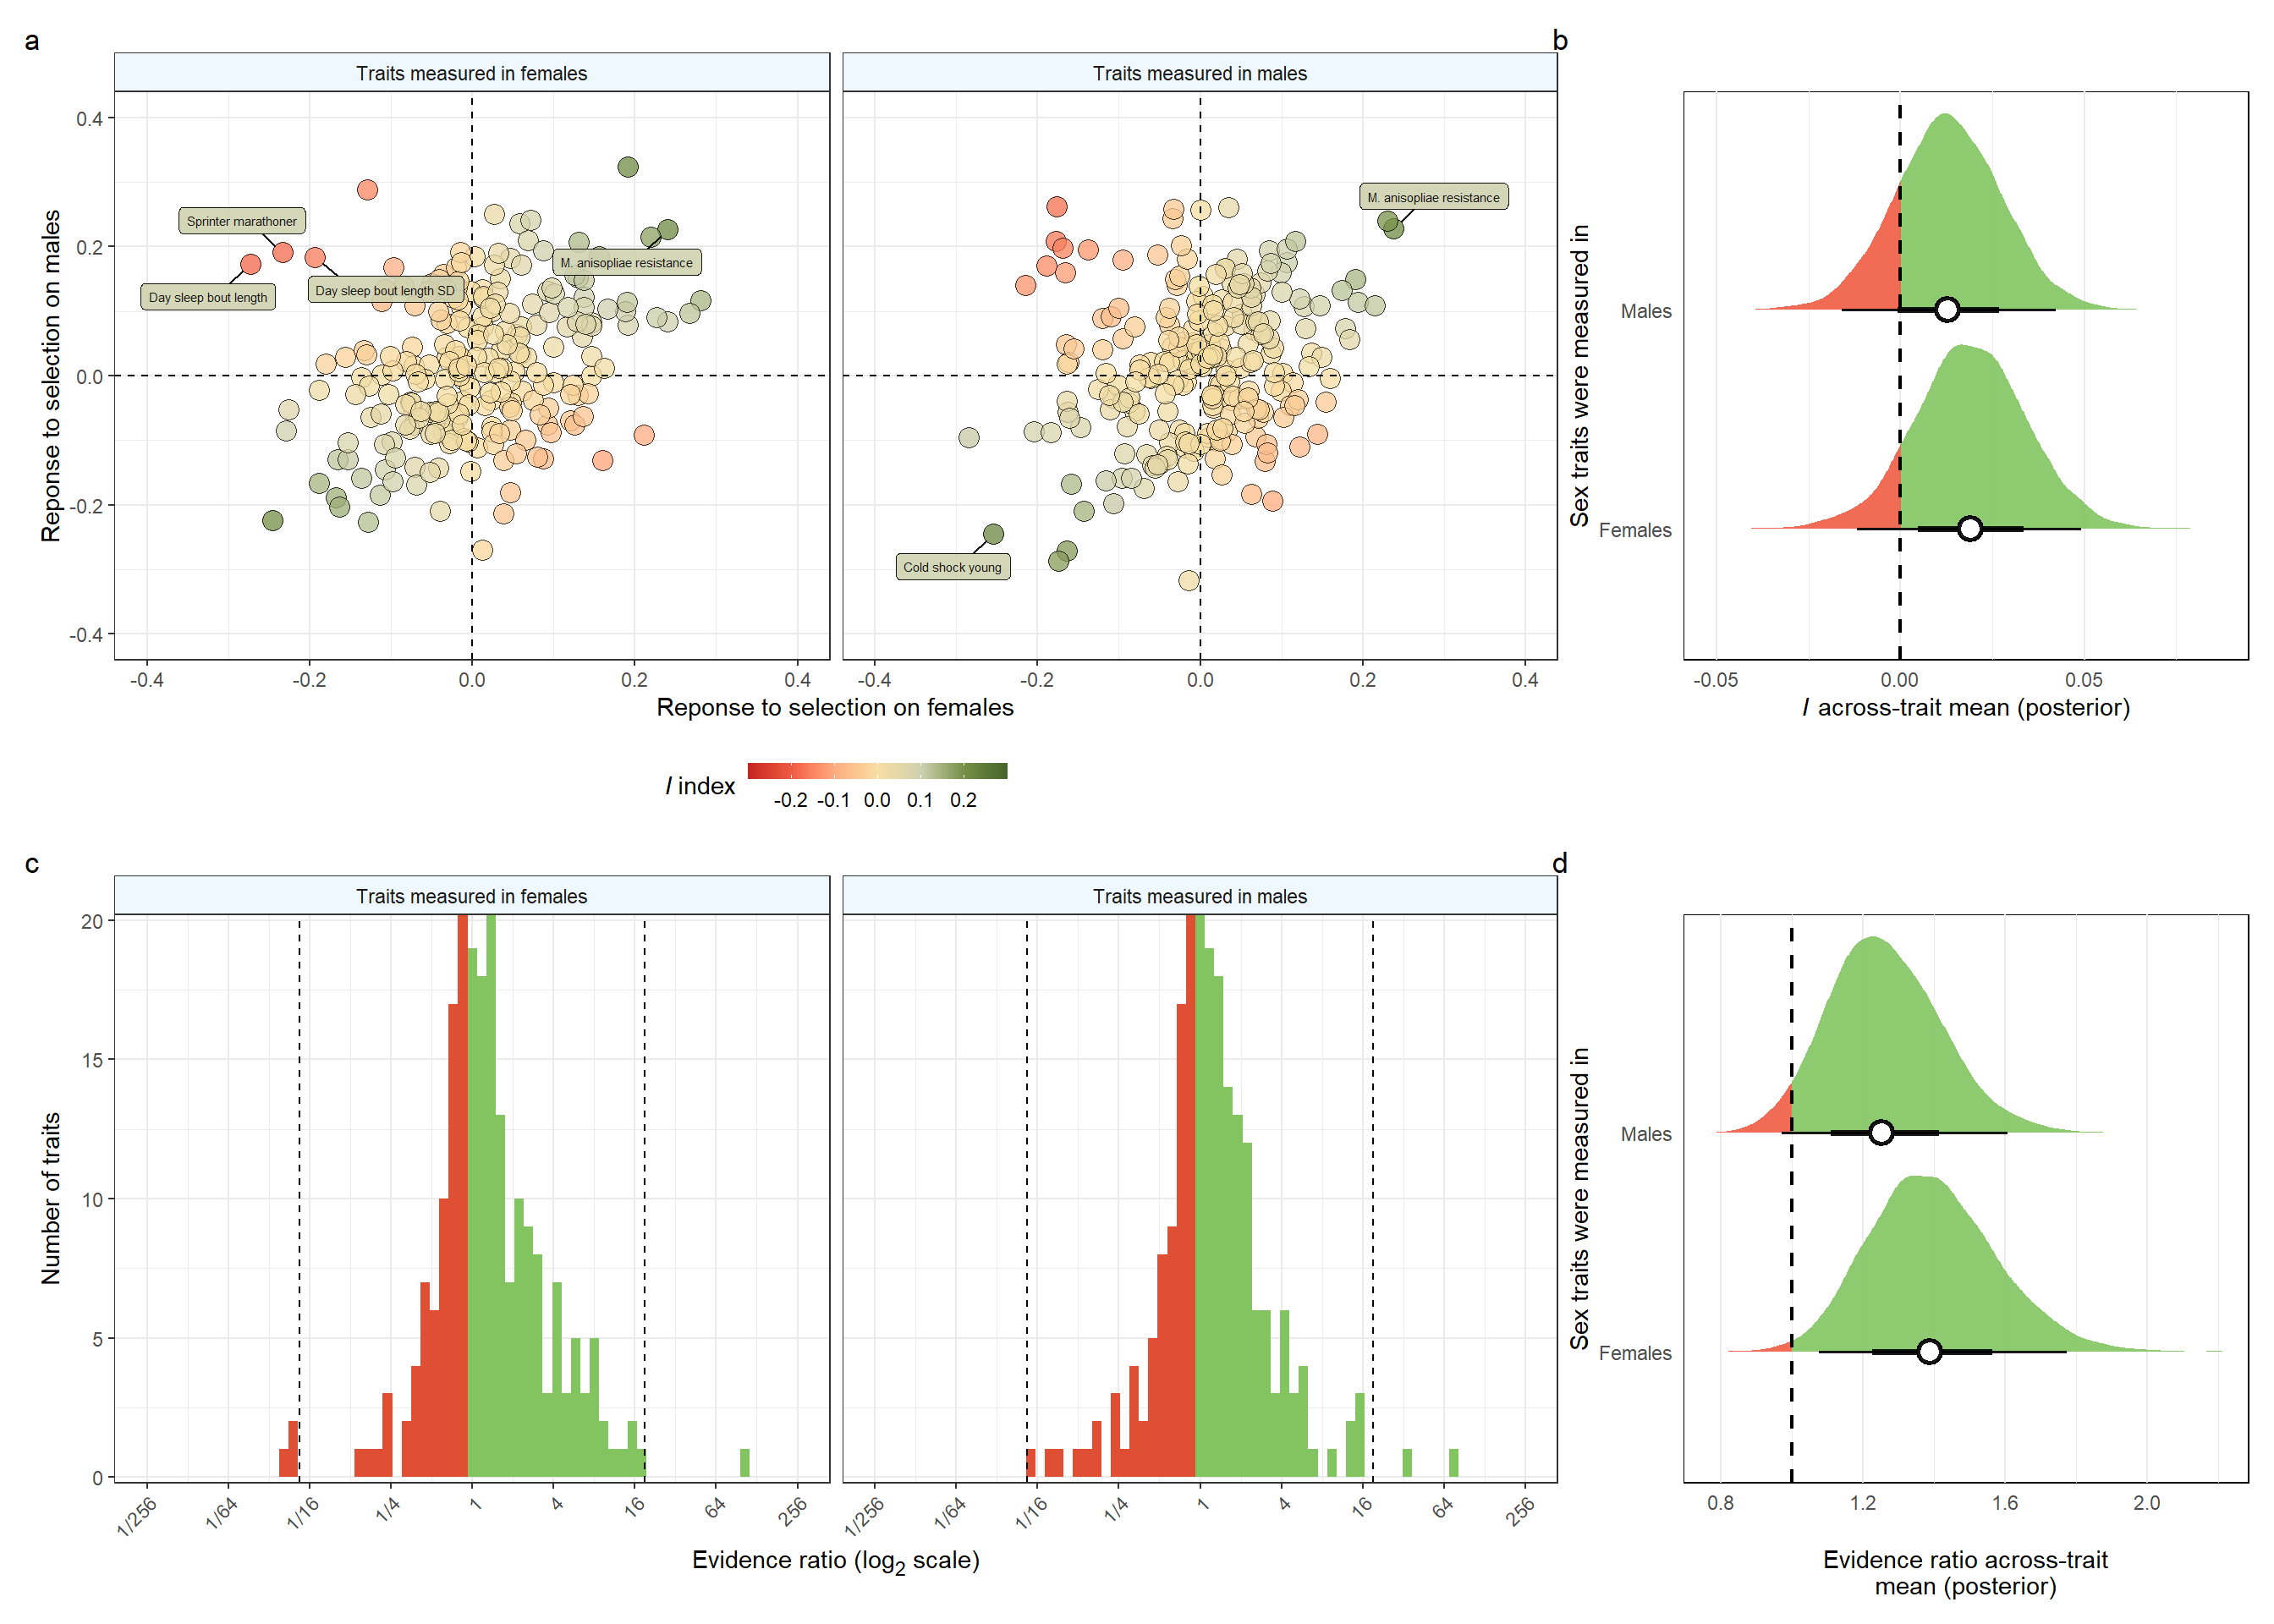 a
b
Traits measured in females
Traits measured in males
Reponse to selection on males
0.4
0.2
0.0
-0.2
-0.4
Sprinter marathoner
Day sleep bout length
Day sleep bout length SD
M. anisopliae resistance
M. anisopliae resistance
Cold shock young
-0.4
-0.2
0.0
0.2
0.4
-0.4
-0.2
0.0
0.2
0.4
Reponse to selection on females
I index
-0.2
-0.1
0.0
0.1
0.2
Sex traits were measured in
Males
Females
-0.05
0.00
0.05
I across-trait mean (posterior)
c
d
Traits measured in females
Traits measured in males
Number of traits
20
15
10
5
0
1/256
1/64
1/16
1/4
1
4
16
64
256
1/256
1/64
1/16
1/4
1
4
16
64
256
Evidence ratio (log2 scale)
Sex traits were measured in
Males
Females
0.8
1.2
1.6
2.0
Evidence ratio across-trait
mean (posterior)